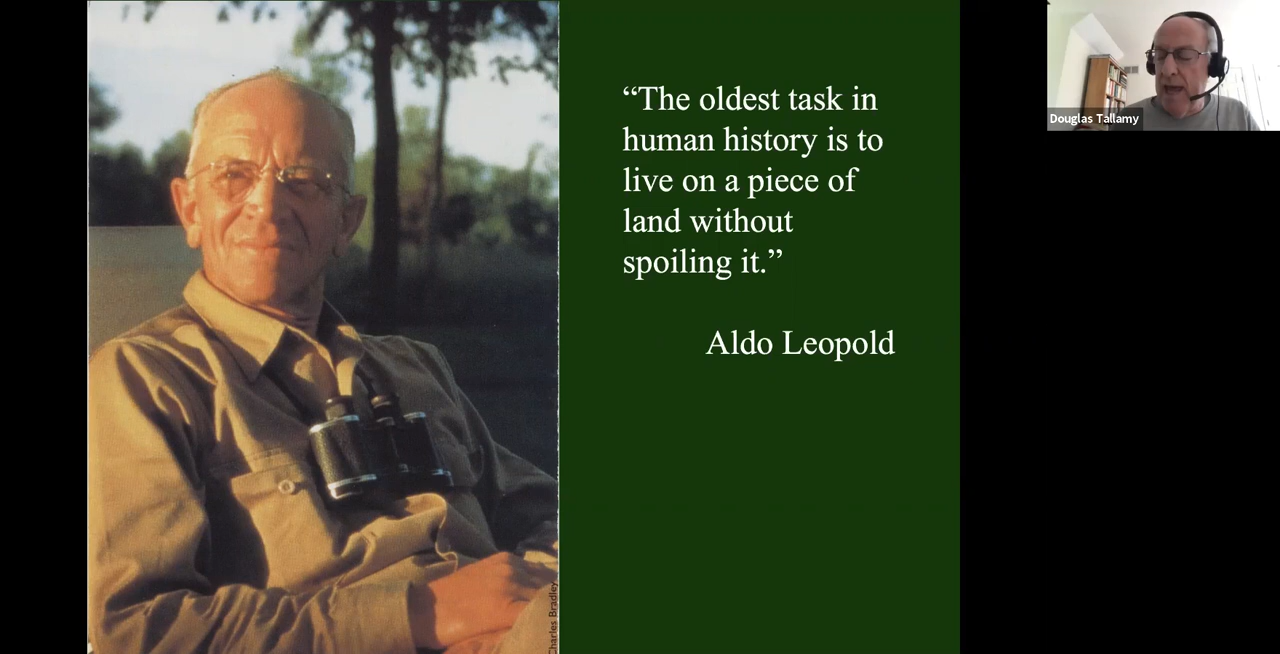 “The oldest task in
human history is to
live on a piece of
land without
spoiling it.”
Aldo Leopold
Charles Bradley
Douglas Tallamy